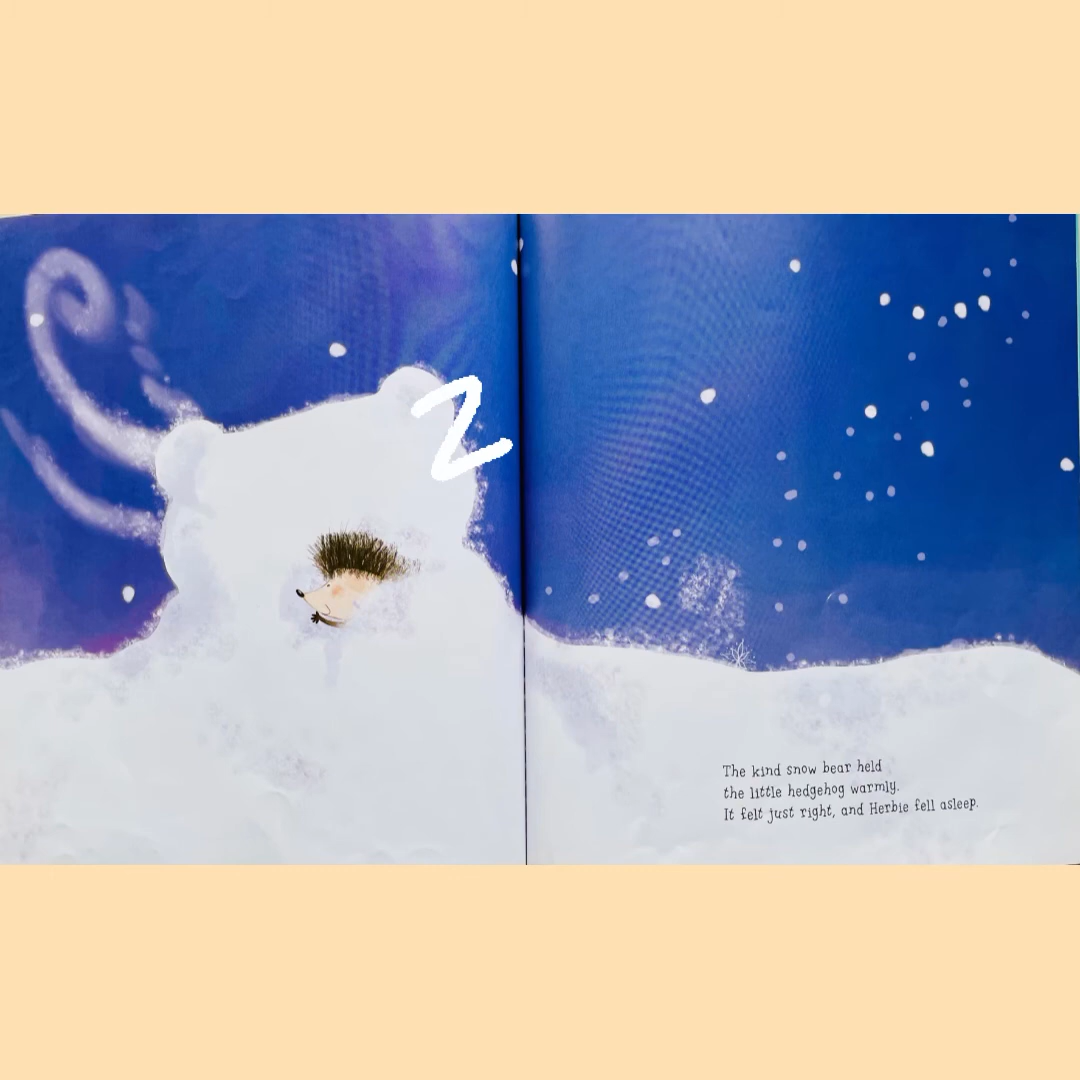 Z
The kind snow bear held
the little hedgehog warmly.
It felt just right, and Herbie fell asleep.